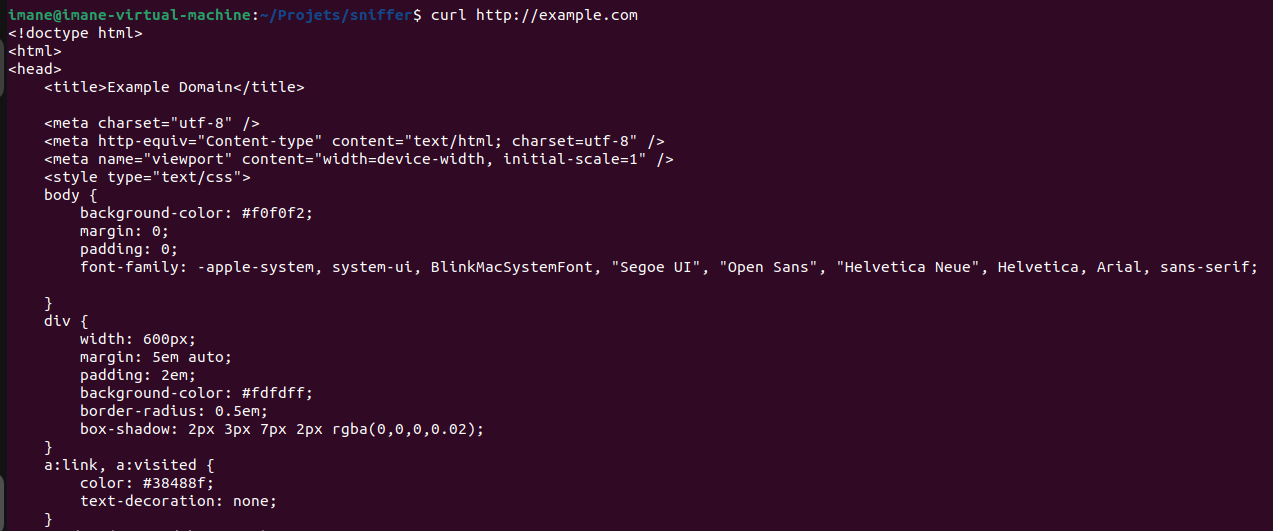 imane@imane-virtual-machine:~/Projets/sniffer$ curl http://example.com
<!doctype html>
<html>
<head>
    <title>Example Domain</title>

    <meta charset="utf-8" />
    <meta http-equiv="Content-type" content="text/html; charset=utf-8" />
    <meta name="viewport" content="width=device-width, initial-scale=1" />
    <style type="text/css">
    body {
        background-color: #f0f0f2;
        margin: 0;
        padding: 0;
        font-family: -apple-system, system-ui, BlinkMacSystemFont, "Segoe UI", "Open Sans", "Helvetica Neue", Helvetica, Arial, sans-serif;

    }
    div {
        width: 600px;
        margin: 5em auto;
        padding: 2em;
        background-color: #fdfdff;
        border-radius: 0.5em;
        box-shadow: 2px 3px 7px 2px rgba(0,0,0,0.02);
    }
    a:link, a:visited {
        color: #38488f;
        text-decoration: none;
    }